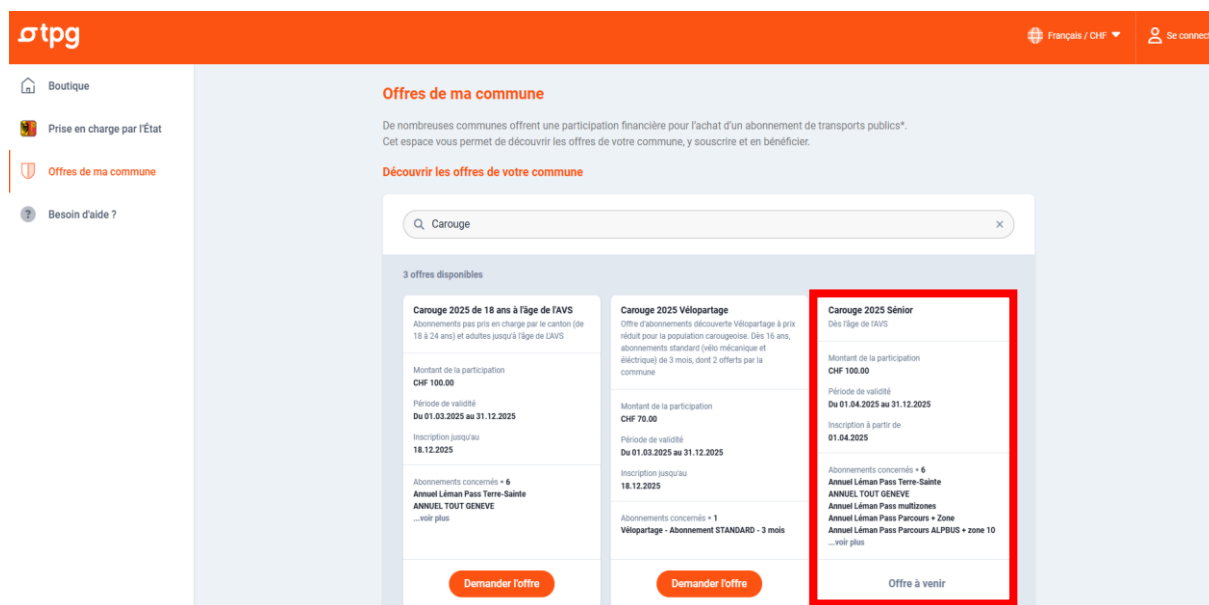 tpg
Français / CHF
Se connect
Boutique
Prise en charge par l'État
Offres de ma commune
Besoin d'aide ?
Offres de ma commune
De nombreuses communes offrent une participation financière pour l'achat d'un abonnement de transports publics*.
Cet espace vous permet de découvrir les offres de votre commune, y souscrire et en bénéficier.
Découvrir les offres de votre commune
Carouge
3 offres disponibles
Carouge 2025 de 18 ans à l'âge de l'AVS
Abonnements pas pris en charge par le canton (de
18 à 24 ans) et adultes jusqu'à l'âge de L'AVS
Montant de la participation
CHF 100.00
Période de validité
Du 01.03.2025 au 31.12.2025
Inscription jusqu'au
18.12.2025
Abonnements concernés • 6
Annuel Léman Pass Terre-Sainte
ANNUEL TOUT GENEVE
...voir plus
Demander l'offre
Carouge 2025 Vélopartage
Offre d'abonnements découverte Vélopartage à prix
réduit pour la population carougeoise. Dès 16 ans,
abonnements standard (vélo mécanique et
éléctrique) de 3 mois, dont 2 offerts par la
commune
Montant de la participation
CHF 70.00
Période de validité
Du 01.03.2025 au 31.12.2025
Inscription jusqu'au
18.12.2025
Abonnements concernés • 1
Vélopartage - Abonnement STANDARD - 3 mois
Demander l'offre
Carouge 2025 Sénior
Dès l'âge de l'AVS
Montant de la participation
CHF 100.00
Période de validité
Du 01.04.2025 au 31.12.2025
Inscription à partir de
01.04.2025
Abonnements concernés • 6
Annuel Léman Pass Terre-Sainte
ANNUEL TOUT GENEVE
Annuel Léman Pass multizones
Annuel Léman Pass Parcours + Zone
Annuel Léman Pass Parcours ALPBUS + zone 10
...voir plus
Offre à venir